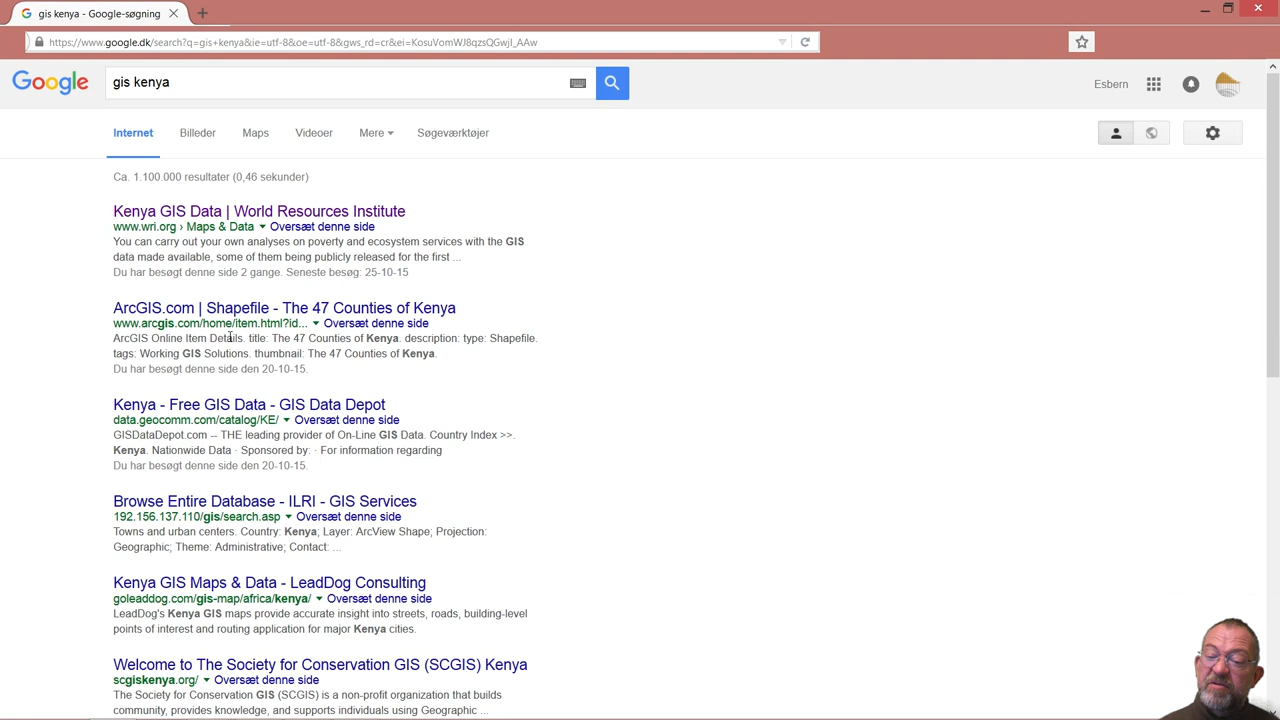 gis kenya - Google-søgning
https://www.google.dk/search?q=gis+kenya&ie=utf-8&oe=utf-8&gws_rd=cr&ei=KosuVomWJ8qzsQGwjI_AAw
Google
gis kenya
Esbern
Internet Billeder Maps Videoer Mere Søgeværktøjer
Ca. 1.100.000 resultater (0,46 sekunder)
Kenya GIS Data | World Resources Institute
www.wri.org › Maps & Data Oversæt denne side
You can carry out your own analyses on poverty and ecosystem services with the GIS
data made available, some of them being publicly released for the first ...
Du har besøgt denne side 2 gange. Seneste besøg: 25-10-15
ArcGIS.com | Shapefile - The 47 Counties of Kenya
www.arcgis.com/home/item.html?id... Oversæt denne side
ArcGIS Online Item Details. title: The 47 Counties of Kenya. description: type: Shapefile.
tags: Working GIS Solutions. thumbnail: The 47 Counties of Kenya.
Du har besøgt denne side den 20-10-15.
Kenya - Free GIS Data - GIS Data Depot
data.geocomm.com/catalog/KE/ Oversæt denne side
GISDataDepot.com -- THE leading provider of On-Line GIS Data. Country Index >>.
Kenya. Nationwide Data · Sponsored by: · For information regarding
Du har besøgt denne side den 20-10-15.
Browse Entire Database - ILRI - GIS Services
192.156.137.110/gis/search.asp Oversæt denne side
Towns and urban centers. Country: Kenya; Layer: ArcView Shape; Projection:
Geographic; Theme: Administrative; Contact: ...
Kenya GIS Maps & Data - LeadDog Consulting
goleaddog.com/gis-map/africa/kenya/ Oversæt denne side
LeadDog's Kenya GIS maps provide accurate insight into streets, roads, building-level
points of interest and routing application for major Kenya cities.
Welcome to The Society for Conservation GIS (SCGIS) Kenya
scgiskenya.org/ Oversæt denne side
The Society for Conservation GIS (SCGIS) is a non-profit organization that builds
community, provides knowledge, and supports individuals using Geographic ...